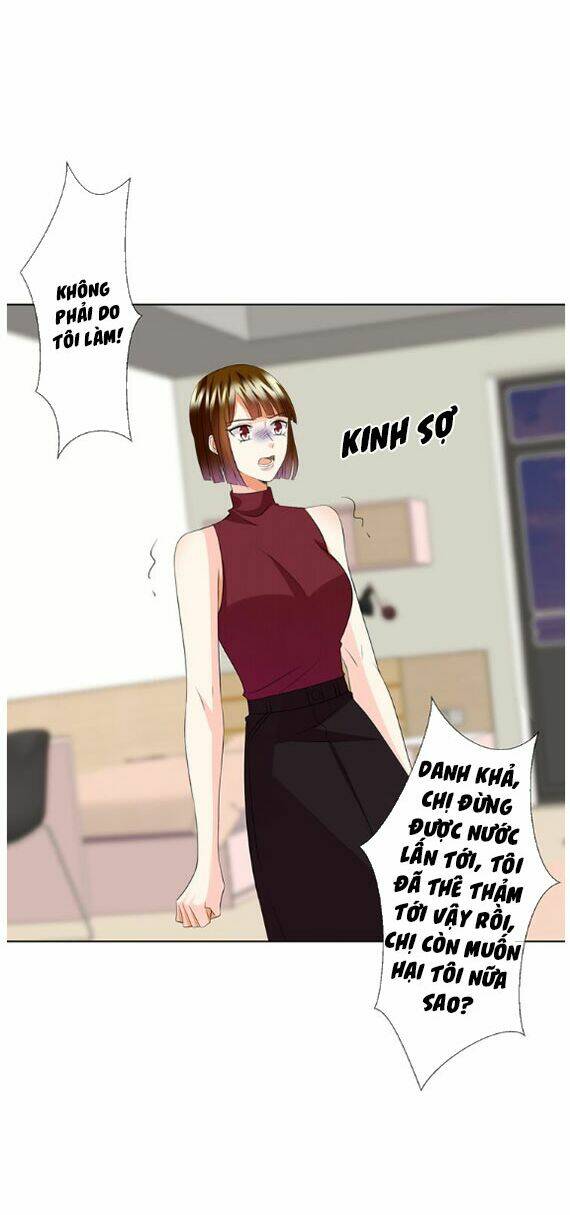 KHÔNG
PHẢI DO
TÔI LÀM!
KINH SỢ
DANH KHẢ,
CHỊ ĐỪNG
ĐƯỢC NƯỚC
LẤN TỚI, TÔI
ĐÃ THÊ THẢM
TỚI VẬY RỒI,
CHỊ CÒN MUỐN
HẠI TÔI NỮA
SAO?